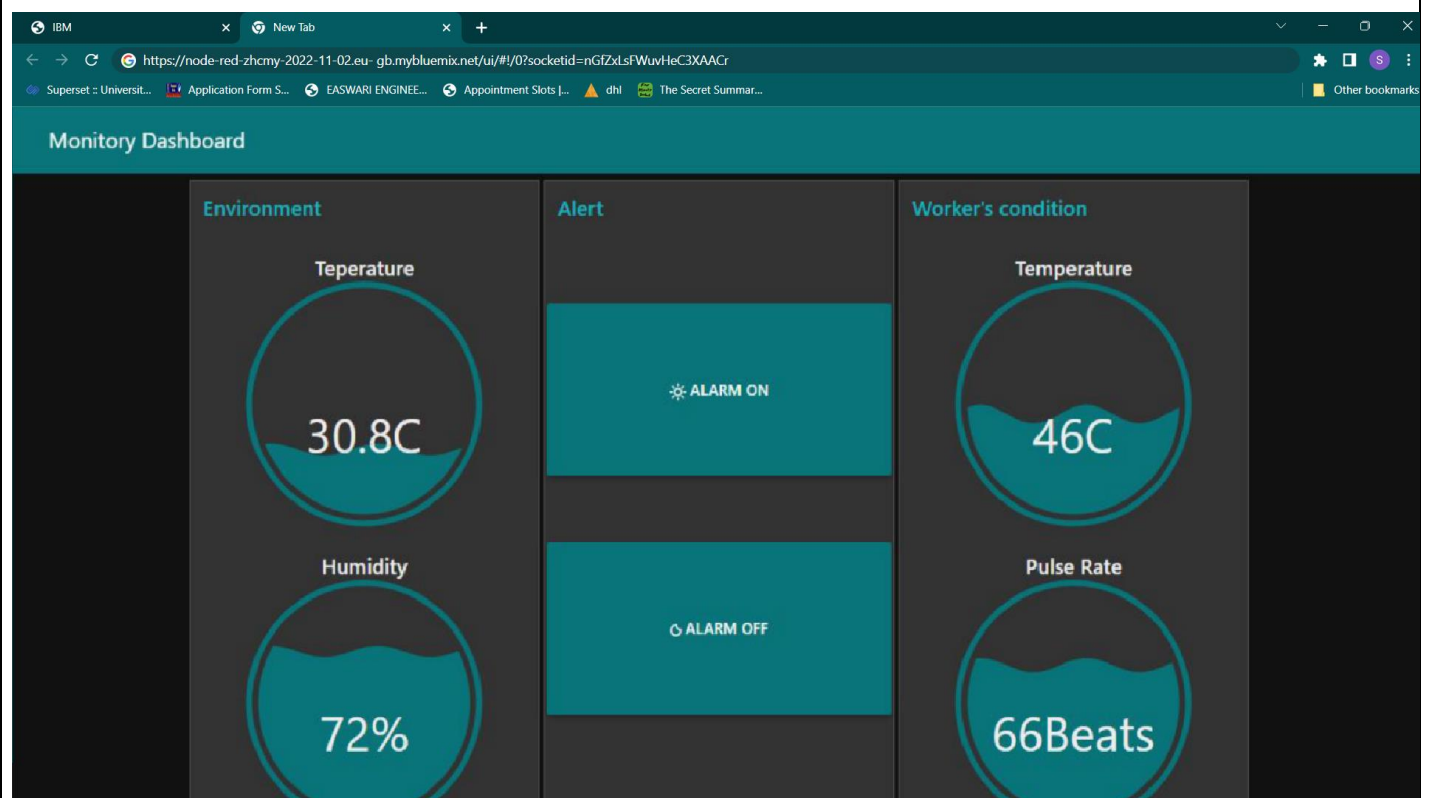 IBM
New Tab
https://node-red-zhcmy-2022-11-02.eu- gb.mybluemix.net/ui/#!/0?socketid=nGfZxLsFWuvHeC3XAACr
S
Superset :: Universit...
Application Form S...
EASWARI ENGINEE...
Appointment Slots |...
dhl
The Secret Summar...
Other bookmarks
Monitory Dashboard
Environment
Teperature
30.8C
Humidity
72%
Alert
ALARM ON
ALARM OFF
Worker's condition
Temperature
46C
Pulse Rate
66Beats